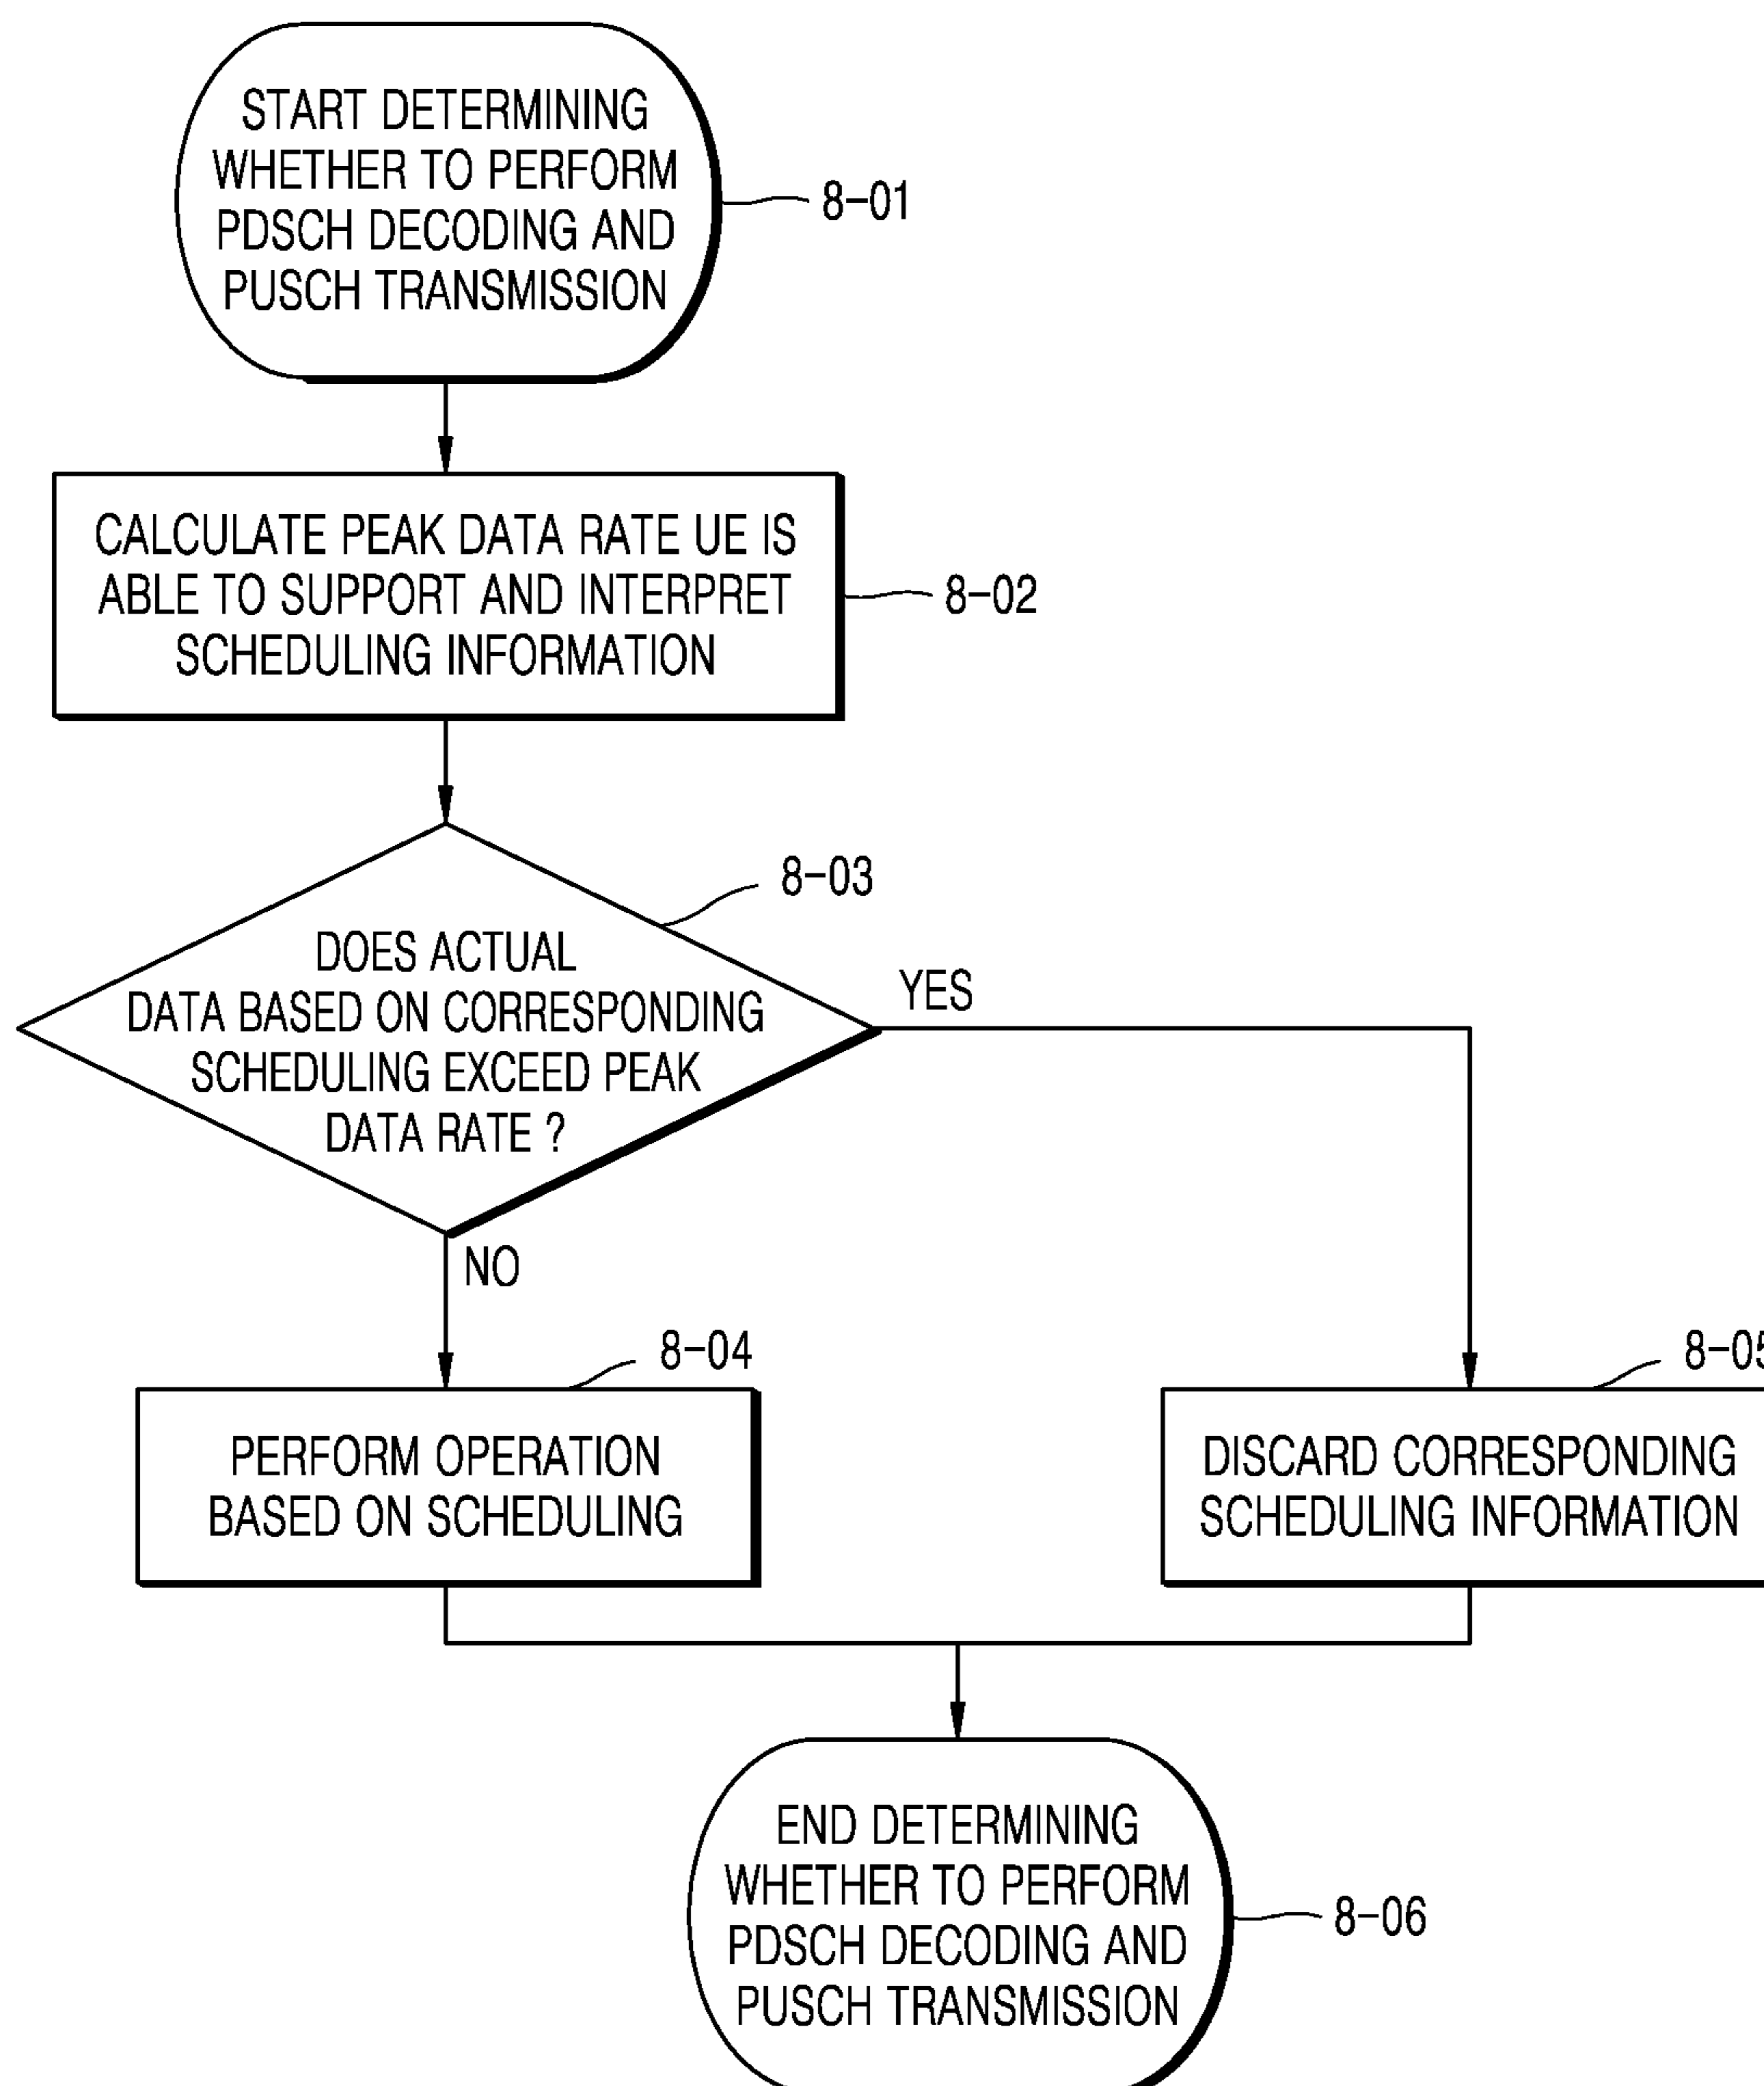 START DETERMINING
WHETHER TO PERFORM
PDSCH DECODING AND
PUSCH TRANSMISSION
8-01
CALCULATE PEAK DATA RATE UE IS
ABLE TO SUPPORT AND INTERPRET
SCHEDULING INFORMATION
8-02
8-03
DOES ACTUAL
DATA BASED ON CORRESPONDING
SCHEDULING EXCEED PEAK
DATA RATE ?
YES
NO
8-04
PERFORM OPERATION
BASED ON SCHEDULING
8-05
DISCARD CORRESPONDING
SCHEDULING INFORMATION
END DETERMINING
WHETHER TO PERFORM
PDSCH DECODING AND
PUSCH TRANSMISSION
8-06